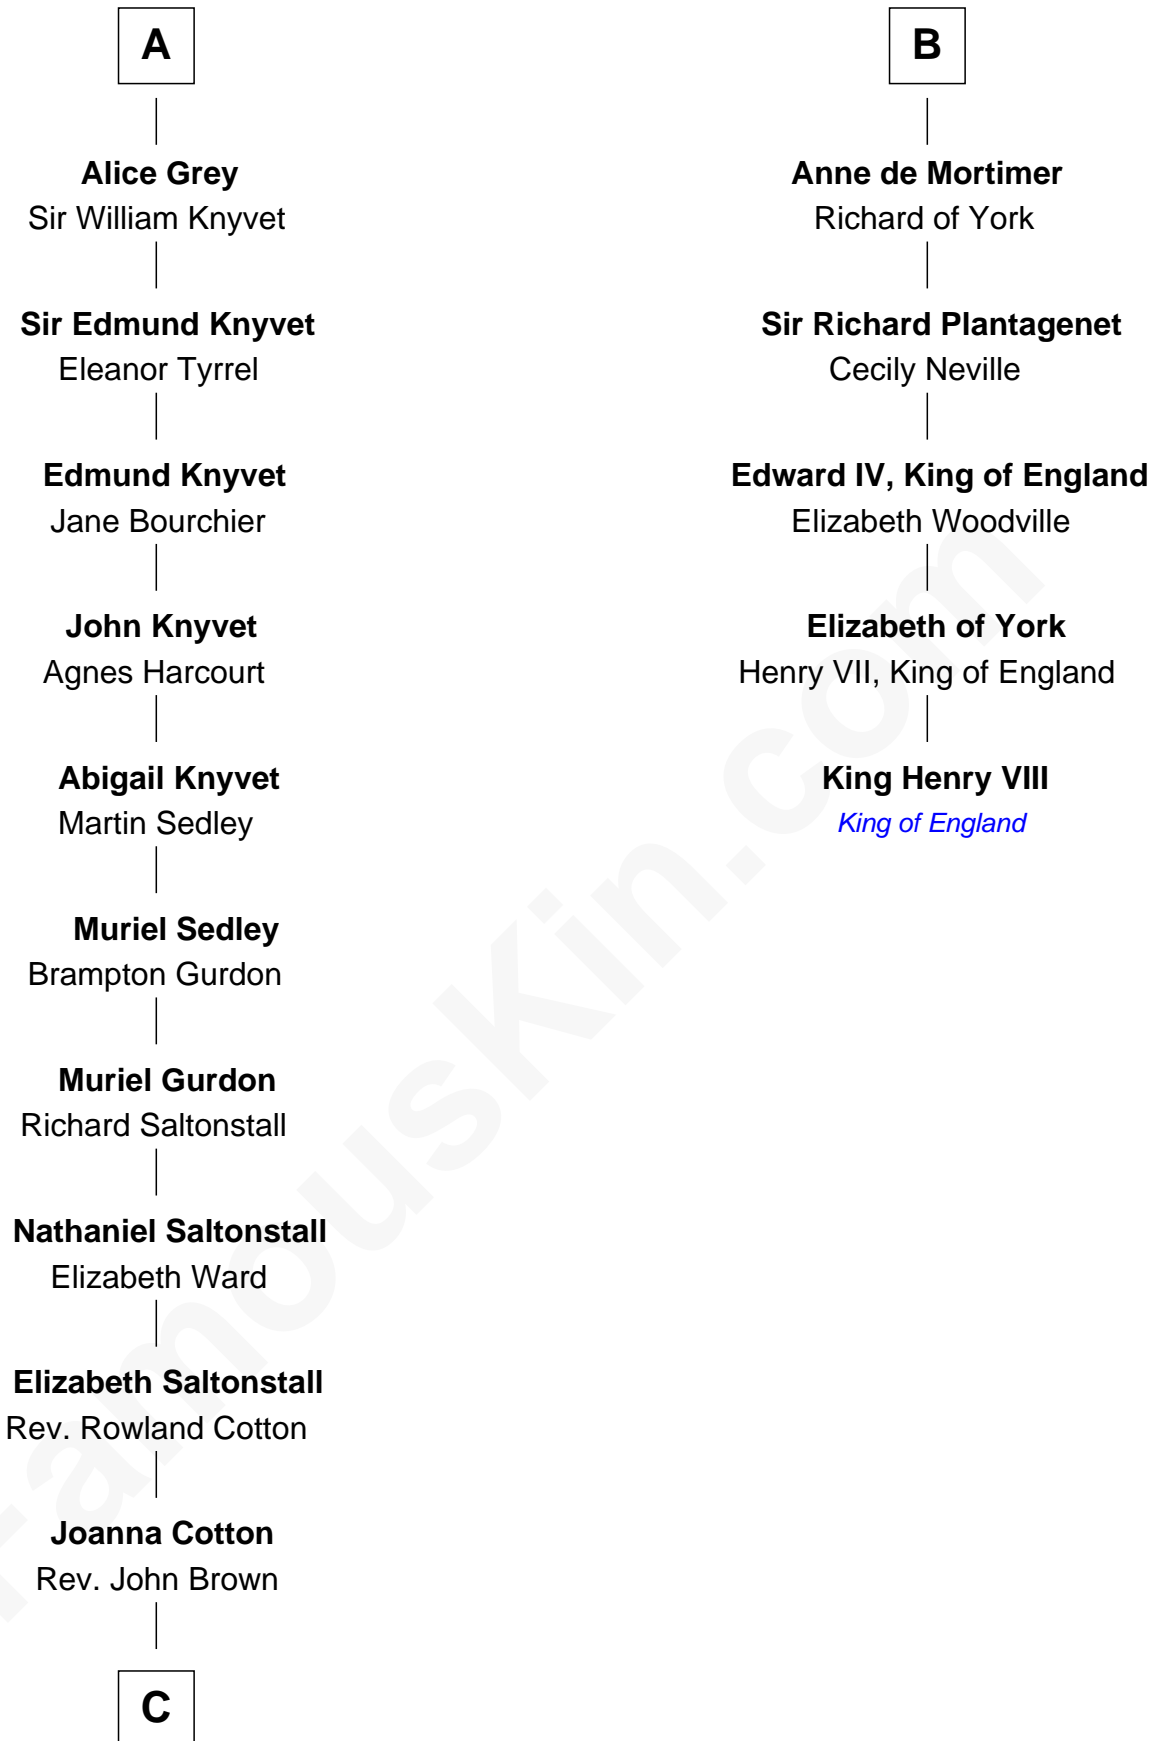 A
Alice Grey
Sir William Knyvet
Sir Edmund Knyvet
Eleanor Tyrrel
Edmund Knyvet
Jane Bourchier
John Knyvet
Agnes Harcourt
Abigail Knyvet
Martin Sedley
Muriel Sedley
Brampton Gurdon
Muriel Gurdon
Richard Saltonstall
Nathaniel Saltonstall
Elizabeth Ward
Elizabeth Saltonstall
Rev. Rowland Cotton
Joanna Cotton
Rev. John Brown
C
B
Anne de Mortimer
Richard of York
Sir Richard Plantagenet
Cecily Neville
Edward IV, King of England
Elizabeth Woodville
Elizabeth of York
Henry VII, King of England
King Henry VIII
King of England
FamousKin.com